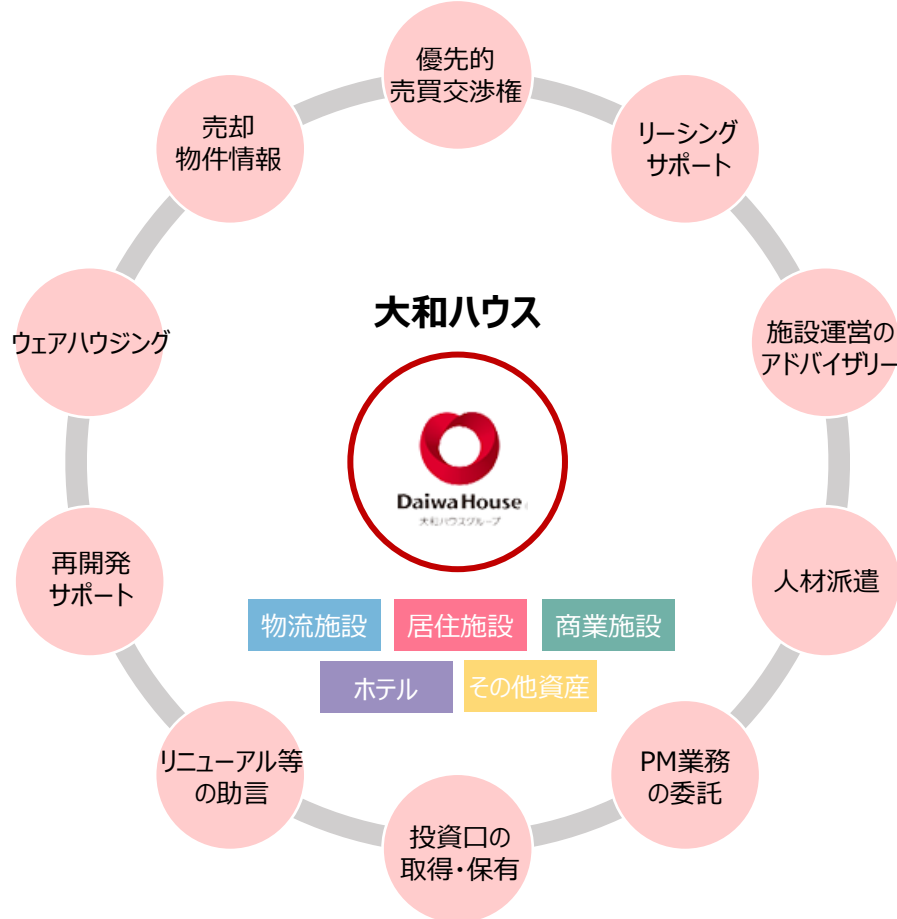 優先的
売買交渉権
リーシング
サポート
施設運営の
アドバイザリー
人材派遣
PM業務
の委託
投資口の
取得・保有
リニューアル等
の助言
再開発
サポート
ウェアハウジング
売却
物件情報
大和ハウス
DaiwaHouse
大和ハウスグループ
物流施設
居住施設
商業施設
ホテル
その他資産